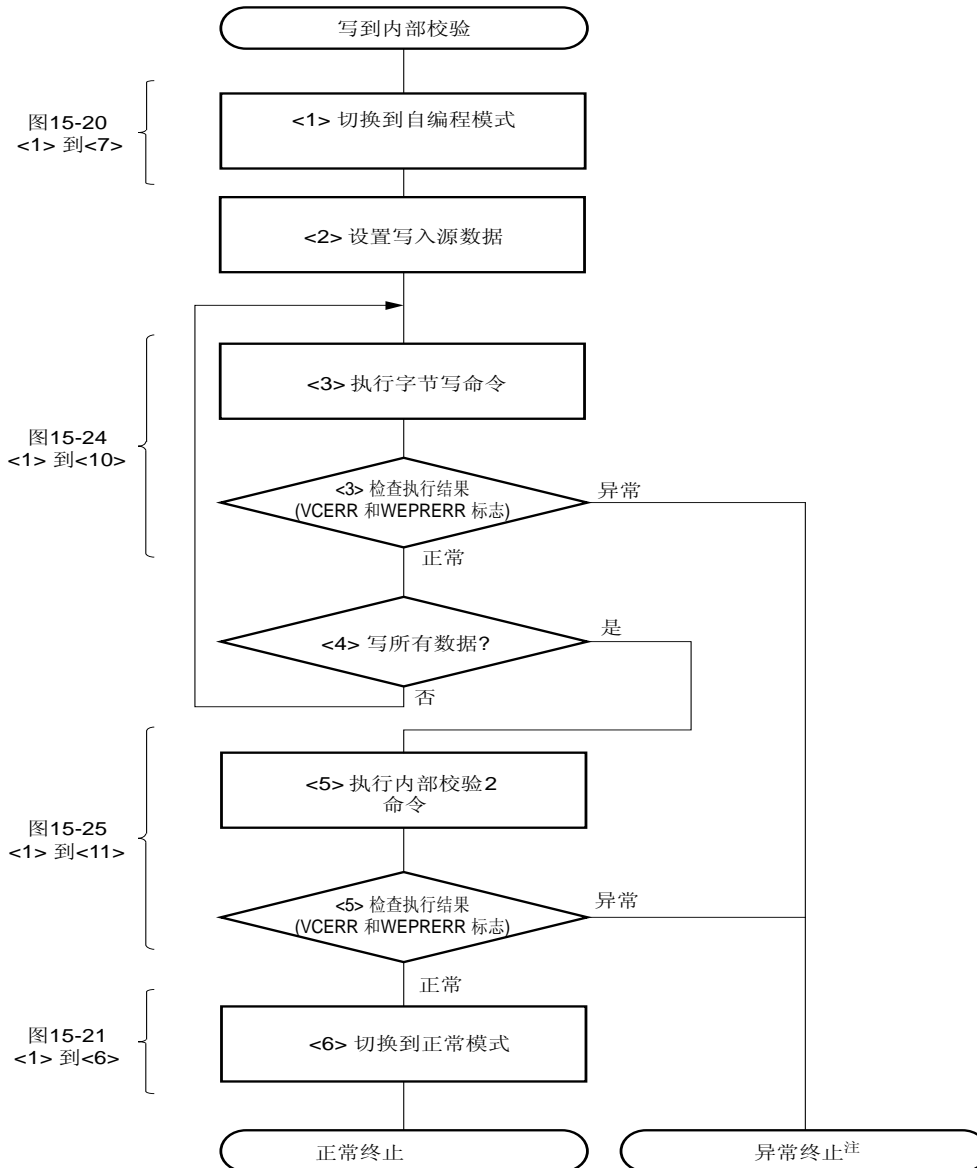 写到内部校验
图15-20
<1> 到<7>
<1> 切换到自编程模式
<2> 设置写入源数据
图15-24
<1> 到<10>
<3> 执行字节写命令
<3> 检查执行结果
(VCERR 和WEPRERR 标志)
异常
正常
<4> 写所有数据?
是
否
图15-25
<1> 到<11>
<5> 执行内部校验2
命令
<5> 检查执行结果
(VCERR 和WEPRERR 标志)
异常
正常
图15-21
<1> 到<6>
<6> 切换到正常模式
正常终止
异常终止注